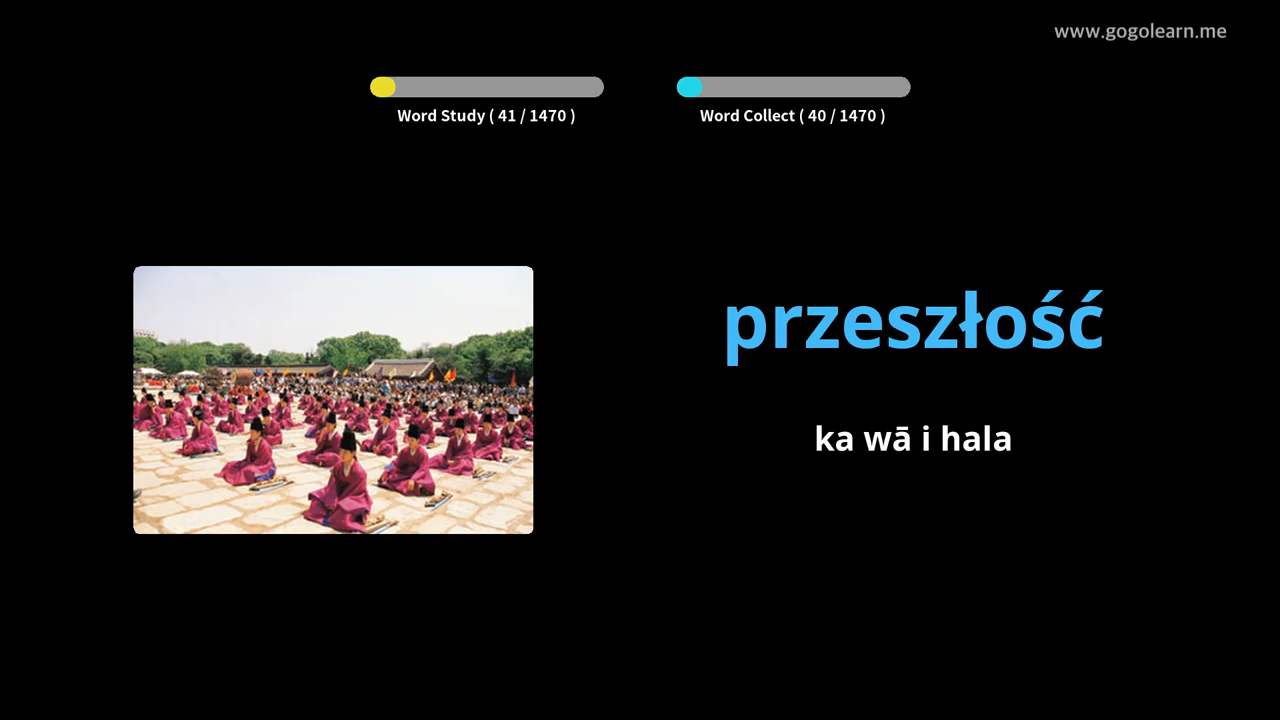 www.gogolearn.me
Word Study ( 41 / 1470 )
Word Collect ( 40 / 1470 )
przeszłość
ka wā i hala